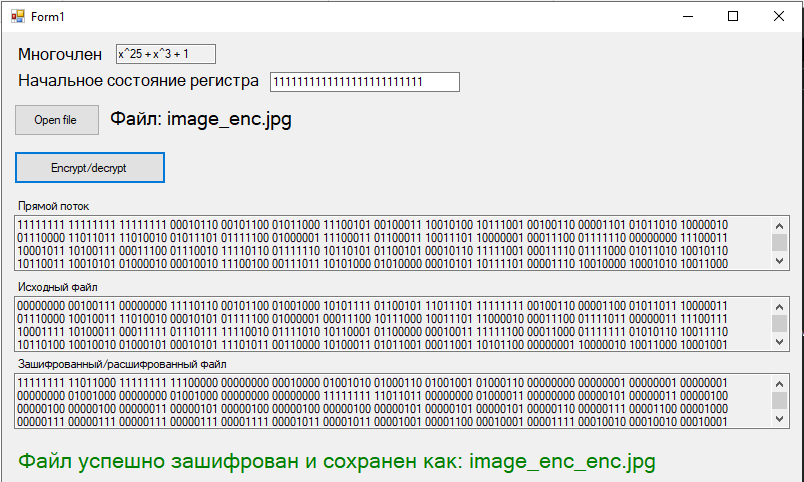 Form1
Многочлен x^25 + x^3 + 1
Начальное состояние регистра 1111111111111111111111111
Open file Файл: image_enc.jpg
Encrypt/decrypt
Прямой поток
11111111 11111111 11111111 00010110 00101100 01011000 11100101 00100011 10010100 10111001 00100110 00001101 01011010 10000010
01110000 11011011 11010010 01011101 01111100 01000001 11100011 01100011 10011101 10000001 00011100 01111110 00000000 11100011
10001011 10100111 00011100 01110010 11110110 01111110 10110101 01100101 00010110 11100111 00011110 01111000 01011010 10010110
10110011 10010101 01000010 00010010 11100100 00111011 10101000 01010000 00010101 10111101 00001110 10010000 10001010 10011000
Исходный файл
00000000 00100111 00000000 11110110 00101100 01001000 10101111 01100101 11011101 11111111 00100110 00001100 01011011 10000011
01110000 10010011 11010010 00010101 01111100 01000001 00011100 10111000 10011101 11000010 00011100 01111011 00000011 11100111
10001111 10100011 00011111 01110111 11110010 01111010 10110001 01100000 00010011 11111100 00011000 01111111 01010110 10011110
10110100 10010010 01000101 00010101 11101011 00110100 10100000 01011001 00011001 10101100 00000001 10000010 10011000 10001001
Зашифрованный/расшифрованный файл
11111111 11011000 11111111 11100000 00000000 00010000 01001010 01000110 01001001 01000110 00000000 00000001 00000001 00000001
00000000 01001000 00000000 01001000 00000000 00000000 11111111 11011011 00000000 01000011 00000000 00000101 00000011 00000100
00000100 00000100 00000011 00000101 00000100 00000100 00000100 00000101 00000101 00000101 00000110 00000111 00001100 00001000
00000111 00000111 00000111 00000111 00001111 00001011 00001011 00001001 00001100 00010001 00001111 00010010 00010010 00010001
Файл успешно зашифрован и сохранен как: image_enc_enc.jpg